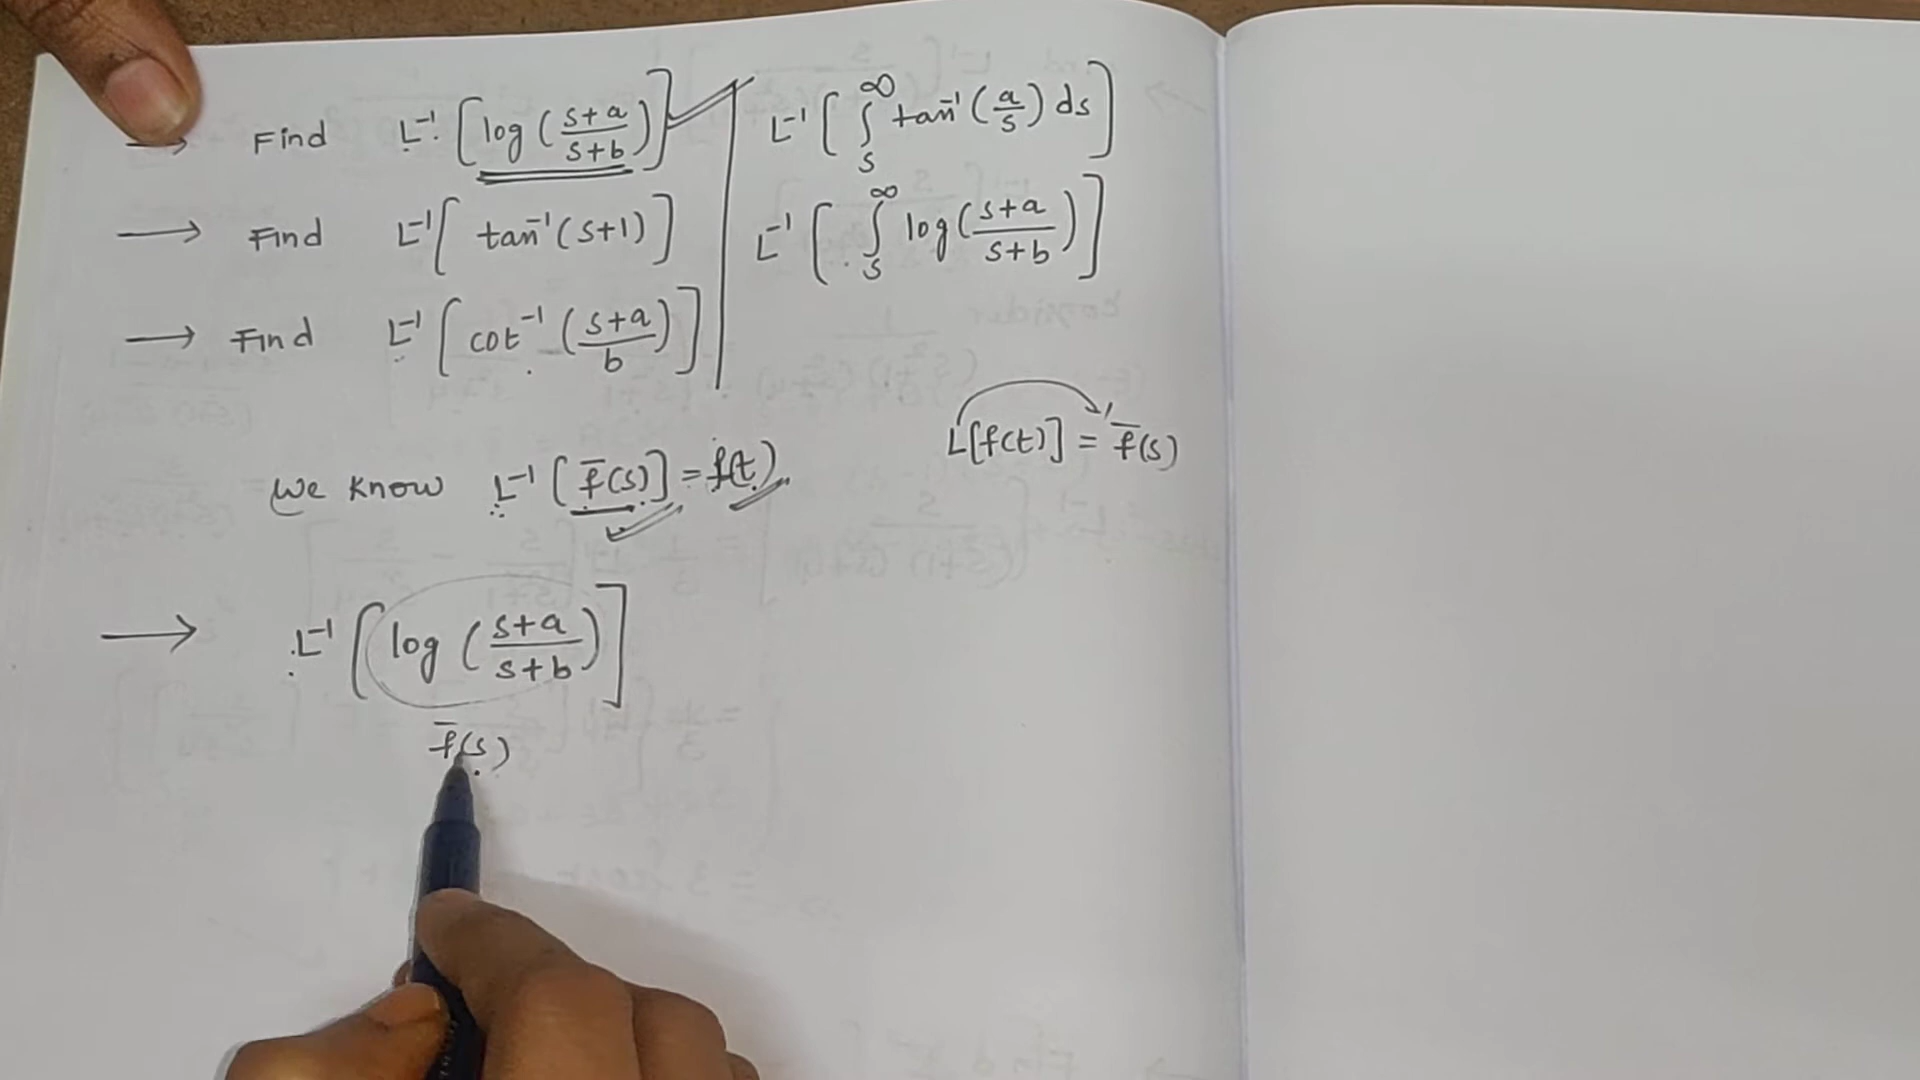 → Find L⁻¹ [log (s+a/s+b)]
→ Find L⁻¹[ tan⁻¹(s+1)]
→ Find L⁻¹ [cot⁻¹ (s+a/b)]
L⁻¹ [ ∫ₛ^∞ tan⁻¹ (a/s) ds]
L⁻¹ [ ∫ₛ^∞ log (s+a/s+b)]
L[f(t)] = f̅(s)
We know L⁻¹ [f̅(s)] = f(t)
→ L⁻¹ [log (s+a/s+b)]
f̅(s)